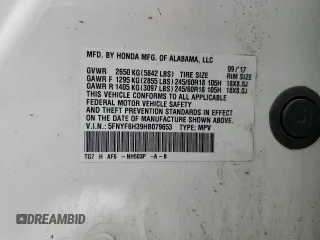 MFD. BY HONDA MFG. OF ALABAMA, LLC
09/'17
GVWR 2650 KG(5842 LBS) TIRE SIZE RIM SIZE
GAWR F 1295 KG(2855 LBS) 245/60R18 105H 18X8.0J
GAWR R 1405 KG(3097 LBS) 245/60R18 105H 18X8.0J
THIS VEHICLE CONFORMS TO ALL APPLICABLE
FEDERAL MOTOR VEHICLE SAFETY AND
THEFT PREVENTION STANDARDS IN EFFECT ON THE
DATE OF MANUFACTURE SHOWN ABOVE.
V.I.N.: 5FNYF6H39HB079653 TYPE: MPV
TG7 H AF6 -NH603P -A-B
DREAMBID